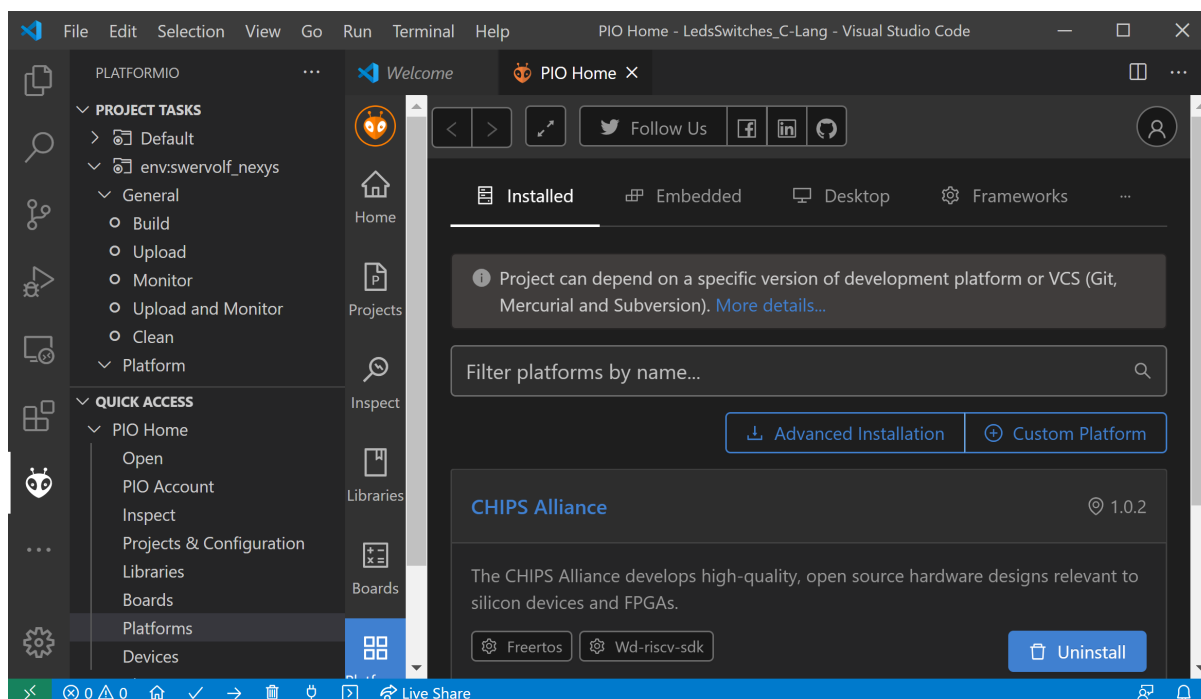 File Edit Selection View Go Run Terminal Help PIO Home - LedsSwitches_C-Lang - Visual Studio Code
PLATFORMIO
PROJECT TASKS
Default
env:swervolf_nexys
General
Build
Upload
Monitor
Upload and Monitor
Clean
Platform
QUICK ACCESS
PIO Home
Open
PIO Account
Inspect
Projects & Configuration
Libraries
Boards
Platforms
Devices
Welcome
PIO Home
Home
Projects
Inspect
Libraries
Boards
Follow Us
Installed Embedded Desktop Frameworks
Project can depend on a specific version of development platform or VCS (Git,
Mercurial and Subversion). More details...
Filter platforms by name...
Advanced Installation Custom Platform
CHIPS Alliance 1.0.2
The CHIPS Alliance develops high-quality, open source hardware designs relevant to
silicon devices and FPGAs.
Freertos Wd-riscv-sdk
Uninstall
0 0 Live Share